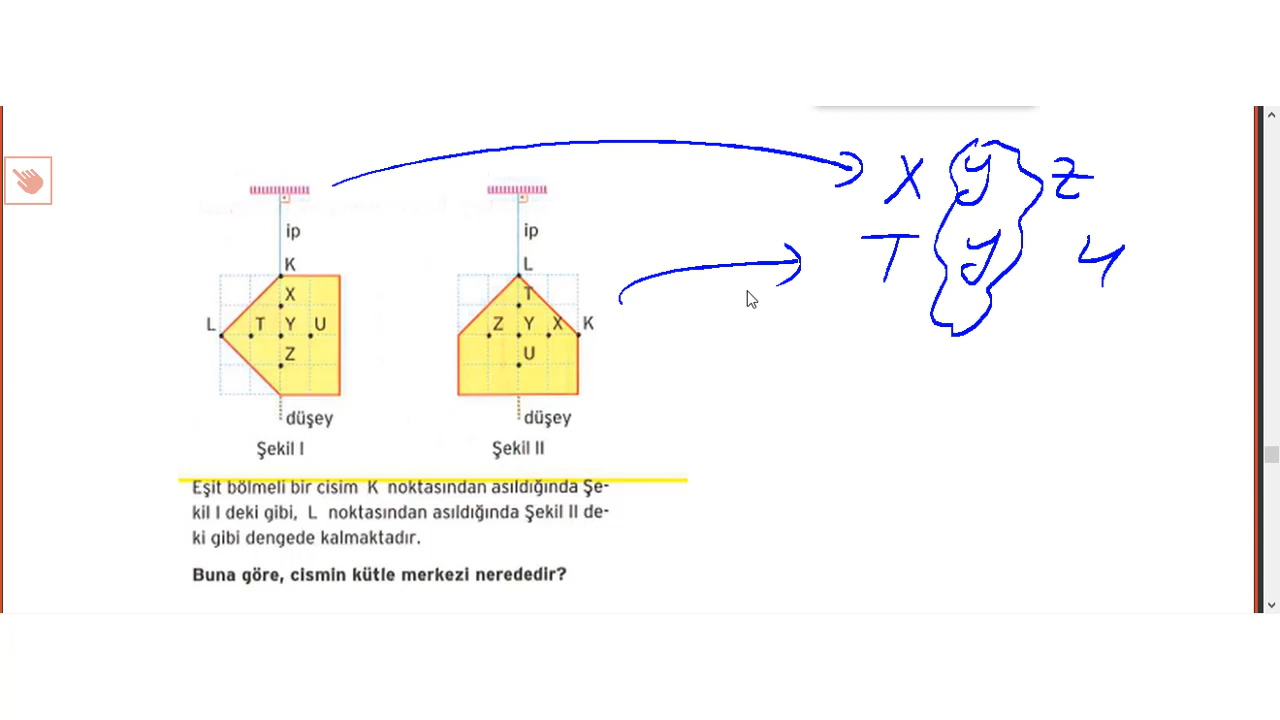 X y Z
T y 4
ip
ip
K
L
X
T
L T Y U
Z Y X K
Z
U
düşey
düşey
Şekil I
Şekil II
Eşit bölmeli bir cisim K noktasından asıldığında Şe-
kil I deki gibi, L noktasından asıldığında Şekil II de-
ki gibi dengede kalmaktadır.
Buna göre, cismin kütle merkezi nerededir?